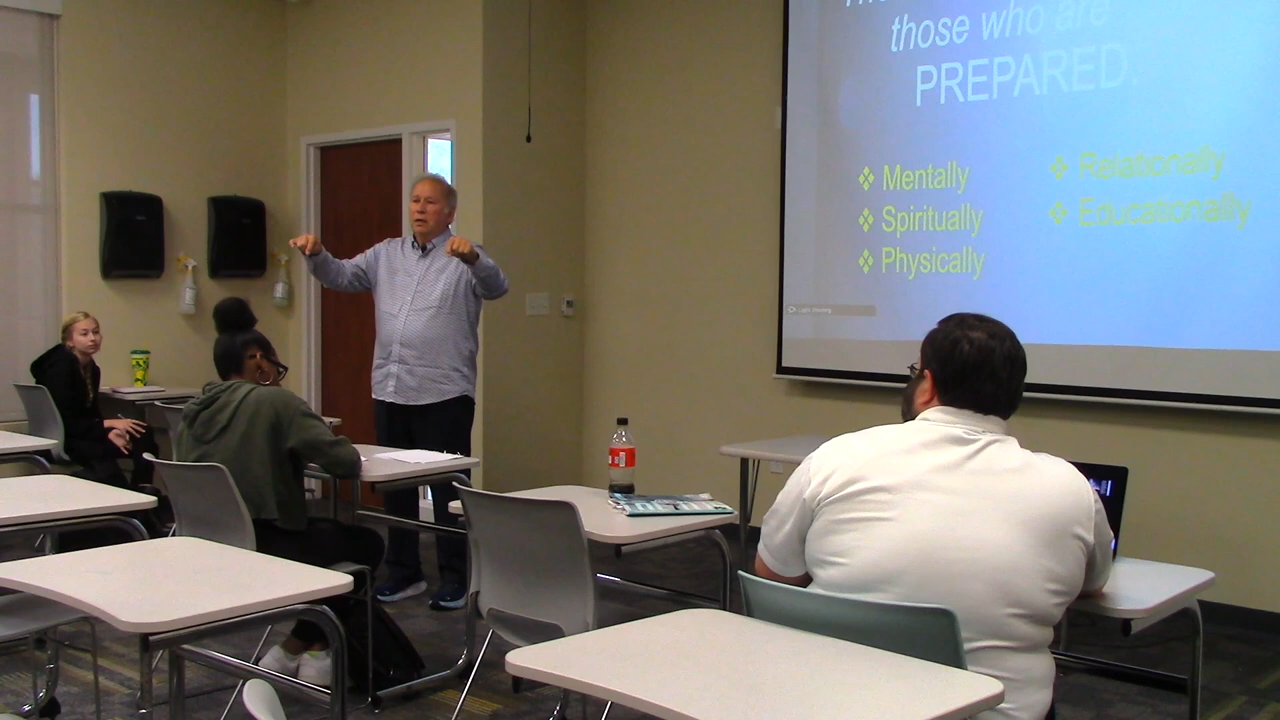 those who are
PREPARED.
❖ Mentally
❖ Spiritually
❖ Physically
❖ Relationally
❖ Educationally